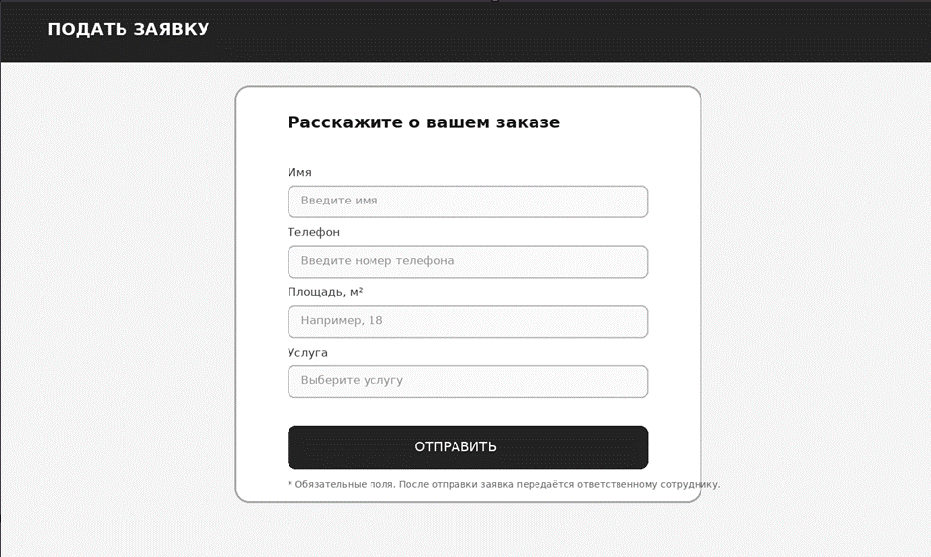 ПОДАТЬ ЗАЯВКУ
Расскажите о вашем заказе
Имя
Введите имя
Телефон
Введите номер телефона
Площадь, м²
Например, 18
Услуга
Выберите услугу
ОТПРАВИТЬ
* Обязательные поля. После отправки заявка передаётся ответственному сотруднику.